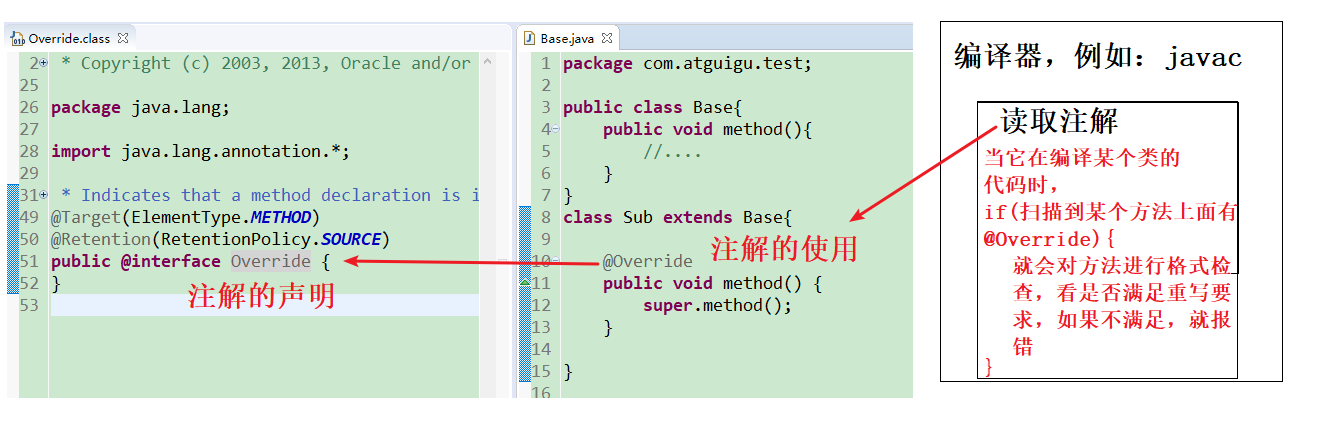 Override.class
2 * Copyright (c) 2003, 2013, Oracle and/or
25
26 package java.lang;
27
28 import java.lang.annotation.*;
29
31 * Indicates that a method declaration is i
49 @Target(ElementType.METHOD)
50 @Retention(RetentionPolicy.SOURCE)
51 public @interface Override {
52 }
53
注解的声明
Base.java
1 package com.atguigu.test;
2
3 public class Base{
4 public void method(){
5 //....
6 }
7 }
8 class Sub extends Base{
9
10 @Override
11 public void method() {
12 super.method();
13 }
14
15 }
16
注解的使用
编译器，例如：javac
读取注解
当它在编译某个类的
代码时，
if(扫描到某个方法上面有
@Override){
就会对方法进行格式检
查，看是否满足重写要
求，如果不满足，就报
错
}